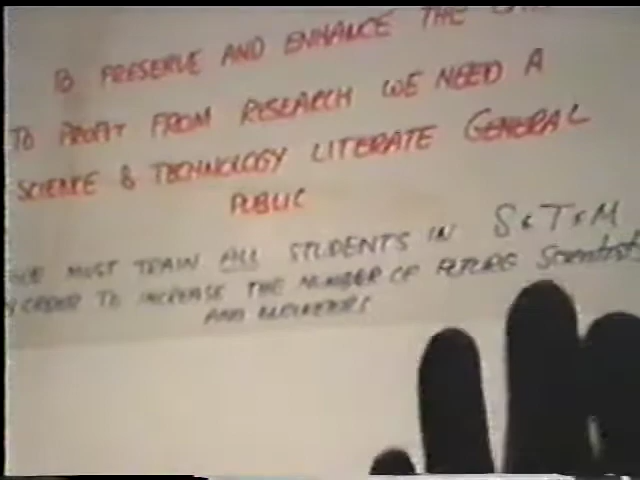 TO PRESERVE AND ENHANCE THE
TO PROFIT FROM RESEARCH WE NEED A
SCIENCE & TECHNOLOGY LITERATE GENERAL
PUBLIC
WE MUST TRAIN ALL STUDENTS IN S & T & M
IN ORDER TO INCREASE THE NUMBER OF FUTURE Scientists
AND